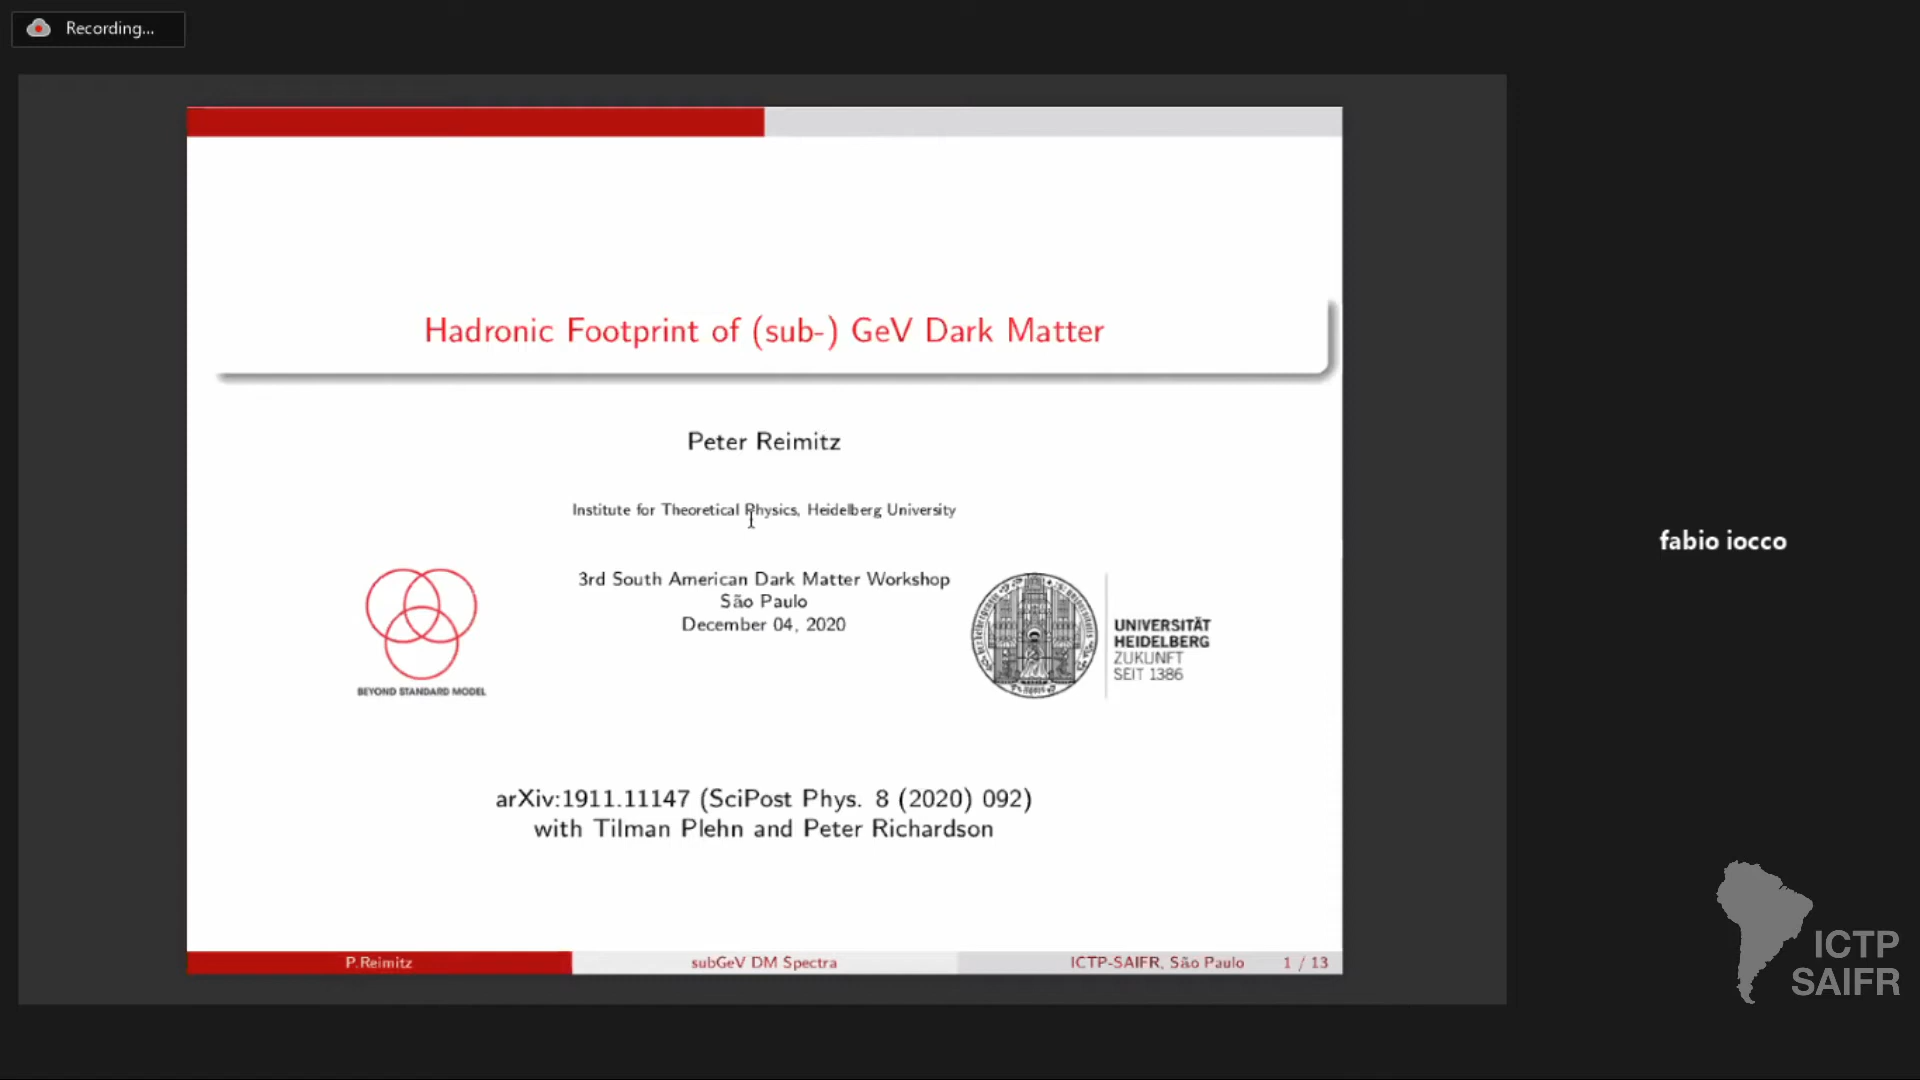 Recording...
Hadronic Footprint of (sub-) GeV Dark Matter
Peter Reimitz
Institute for Theoretical Physics, Heidelberg University
3rd South American Dark Matter Workshop
São Paulo
December 04, 2020
BEYOND STANDARD MODEL
UNIVERSITÄT
HEIDELBERG
ZUKUNFT
SEIT 1386
arXiv:1911.11147 (SciPost Phys. 8 (2020) 092)
with Tilman Plehn and Peter Richardson
P.Reimitz
subGeV DM Spectra
ICTP-SAIFR, São Paulo
1 / 13
fabio iocco
ICTP
SAIFR